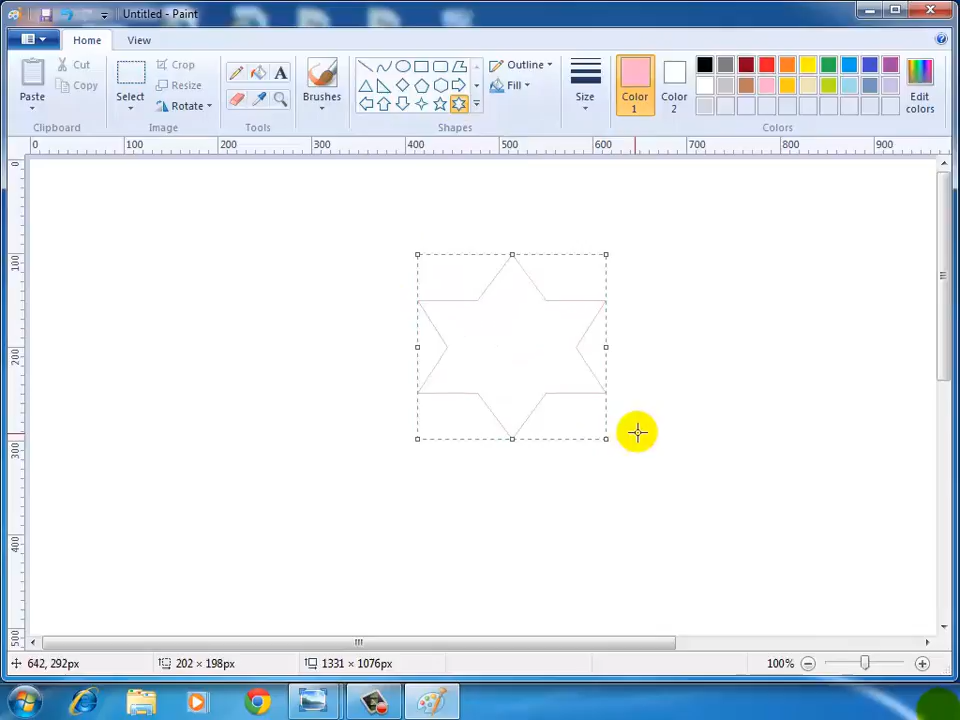 Untitled - Paint
Home View
Cut
Copy
Paste
Clipboard
Select
Crop
Resize
Rotate
Image
Tools
Brushes
Outline
Fill
Shapes
Size
Color 1
Color 2
Edit colors
Colors
0 100 200 300 400 500 600 700 800 900
0
100
200
300
400
500
642, 292px 202 × 198px 1331 × 1076px 100%